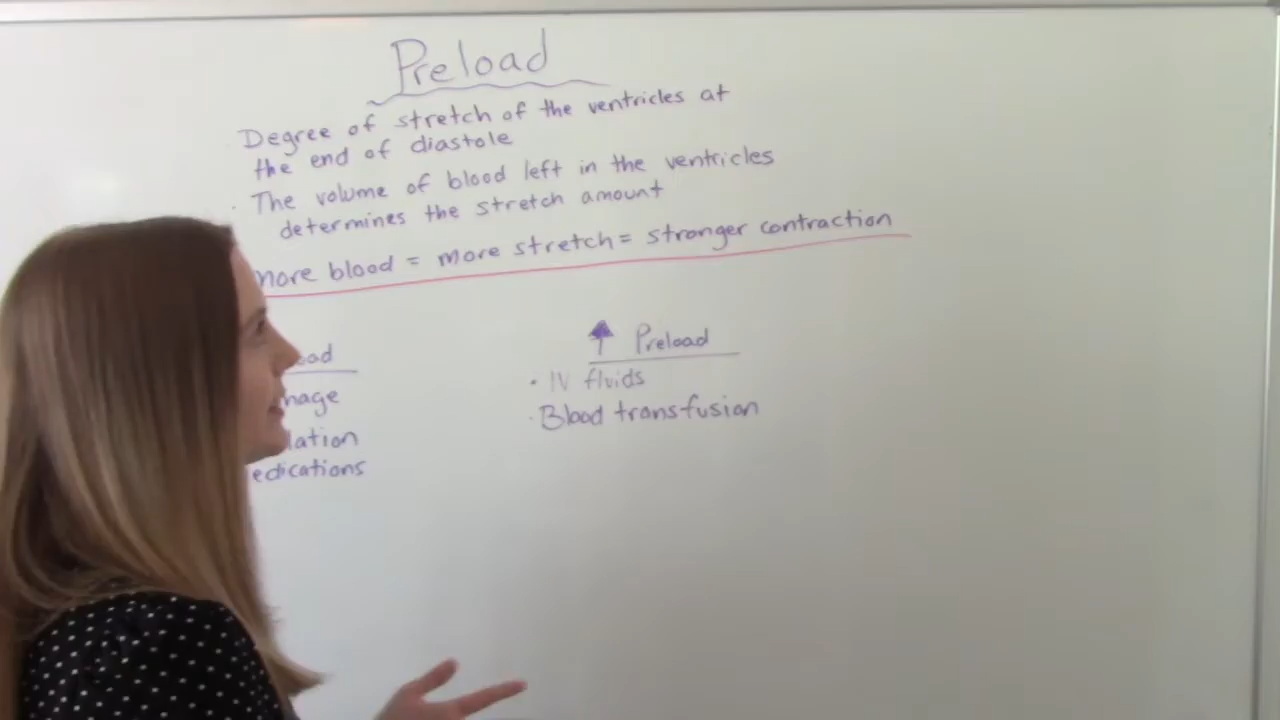 Preload
Degree of stretch of the ventricles at
the end of diastole
· The volume of blood left in the ventricles
determines the stretch amount
more blood = more stretch = stronger contraction
↑ Preload
• IV fluids
· Blood transfusion